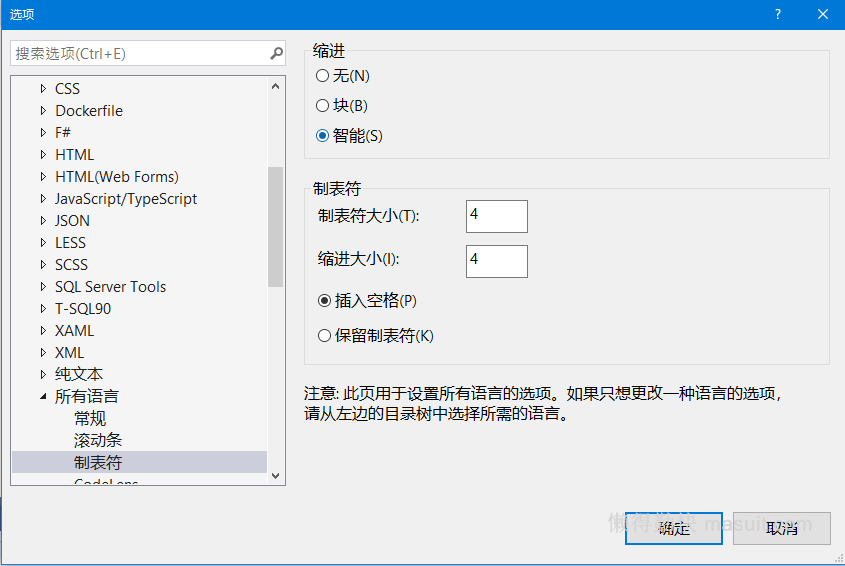 选项
搜索选项(Ctrl+E)
CSS
Dockerfile
F#
HTML
HTML(Web Forms)
JavaScript/TypeScript
JSON
LESS
SCSS
SQL Server Tools
T-SQL90
XAML
XML
纯文本
所有语言
常规
滚动条
制表符
CodeLens
缩进
无(N)
块(B)
智能(S)
制表符
制表符大小(T): 4
缩进大小(I): 4
插入空格(P)
保留制表符(K)
注意: 此页用于设置所有语言的选项。如果只想更改一种语言的选项,
请从左边的目录树中选择所需的语言。
确定
取消